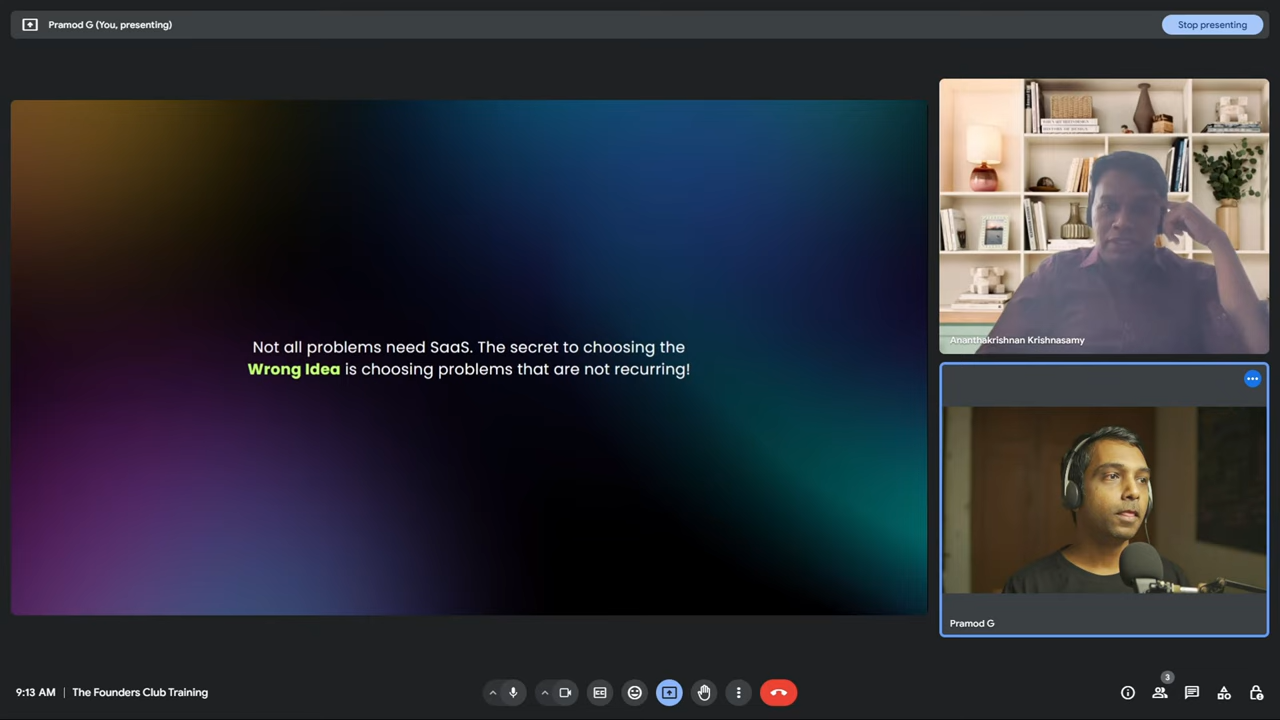 Pramod G (You, presenting)
Stop presenting
Not all problems need SaaS. The secret to choosing the
Wrong Idea is choosing problems that are not recurring!
Ananthakrishnan Krishnasamy
Pramod G
9:13 AM | The Founders Club Training
3